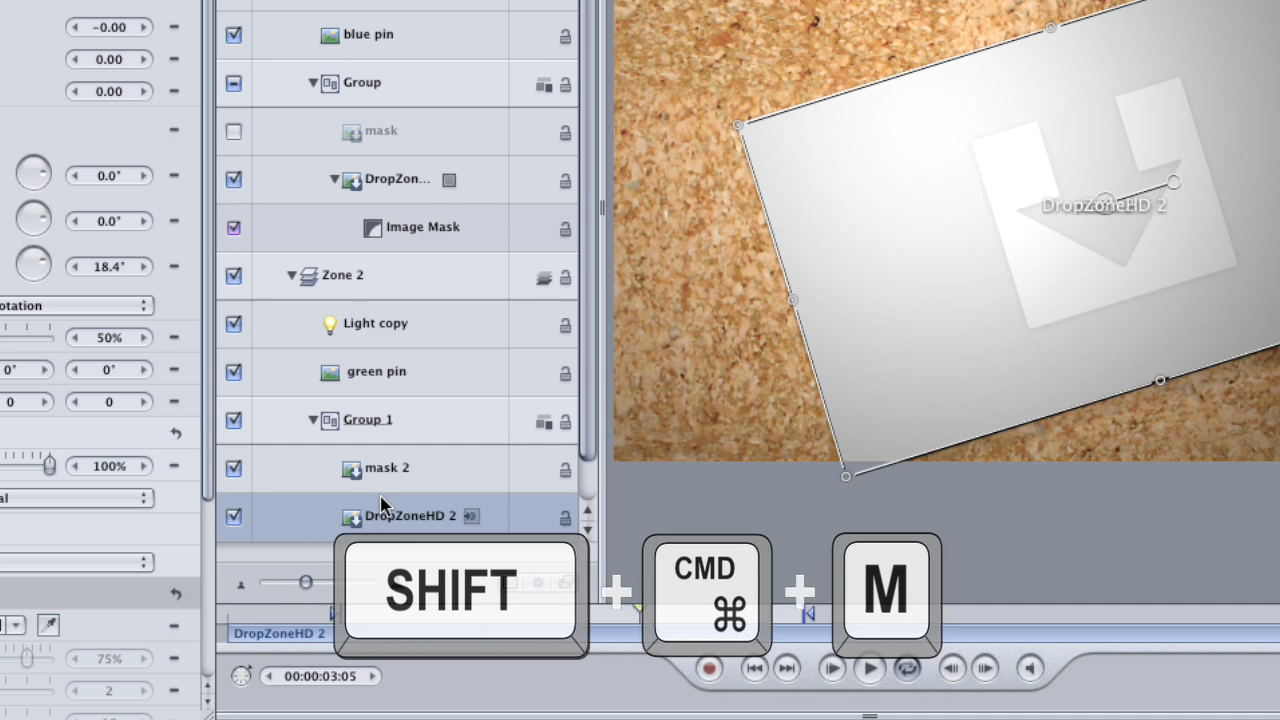 -0.00
0.00
0.00
0.0°
0.0°
18.4°
otation
50%
0° 0°
0 0
100%
al
75%
2
blue pin
Group
mask
DropZon...
Image Mask
Zone 2
Light copy
green pin
Group 1
mask 2
DropZoneHD 2
DropZoneHD 2
SHIFT + CMD ⌘ + M
DropZoneHD 2
00:00:03:05